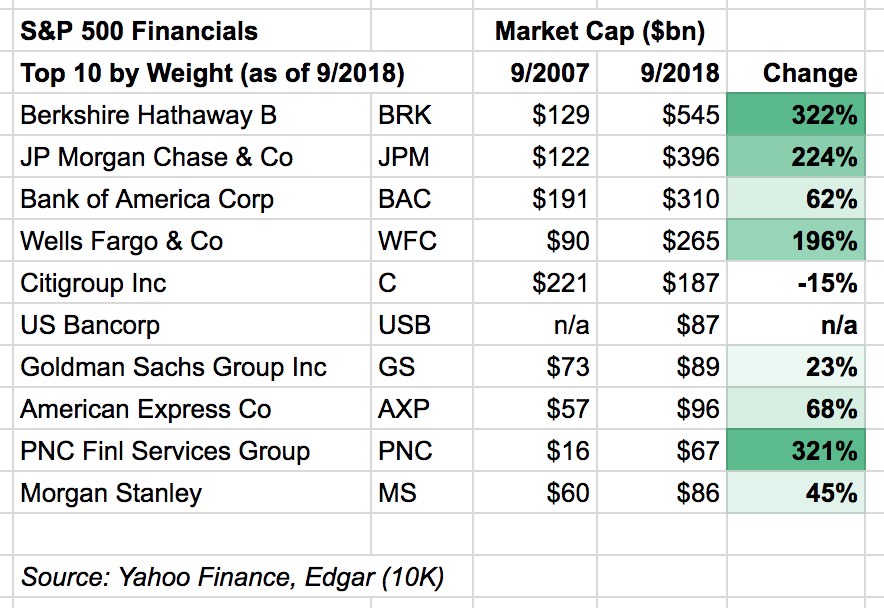 S&P 500 Financials Market Cap ($bn)
Top 10 by Weight (as of 9/2018) 9/2007 9/2018 Change
Berkshire Hathaway B BRK $129 $545 322%
JP Morgan Chase & Co JPM $122 $396 224%
Bank of America Corp BAC $191 $310 62%
Wells Fargo & Co WFC $90 $265 196%
Citigroup Inc C $221 $187 -15%
US Bancorp USB n/a $87 n/a
Goldman Sachs Group Inc GS $73 $89 23%
American Express Co AXP $57 $96 68%
PNC Finl Services Group PNC $16 $67 321%
Morgan Stanley MS $60 $86 45%
Source: Yahoo Finance, Edgar (10K)